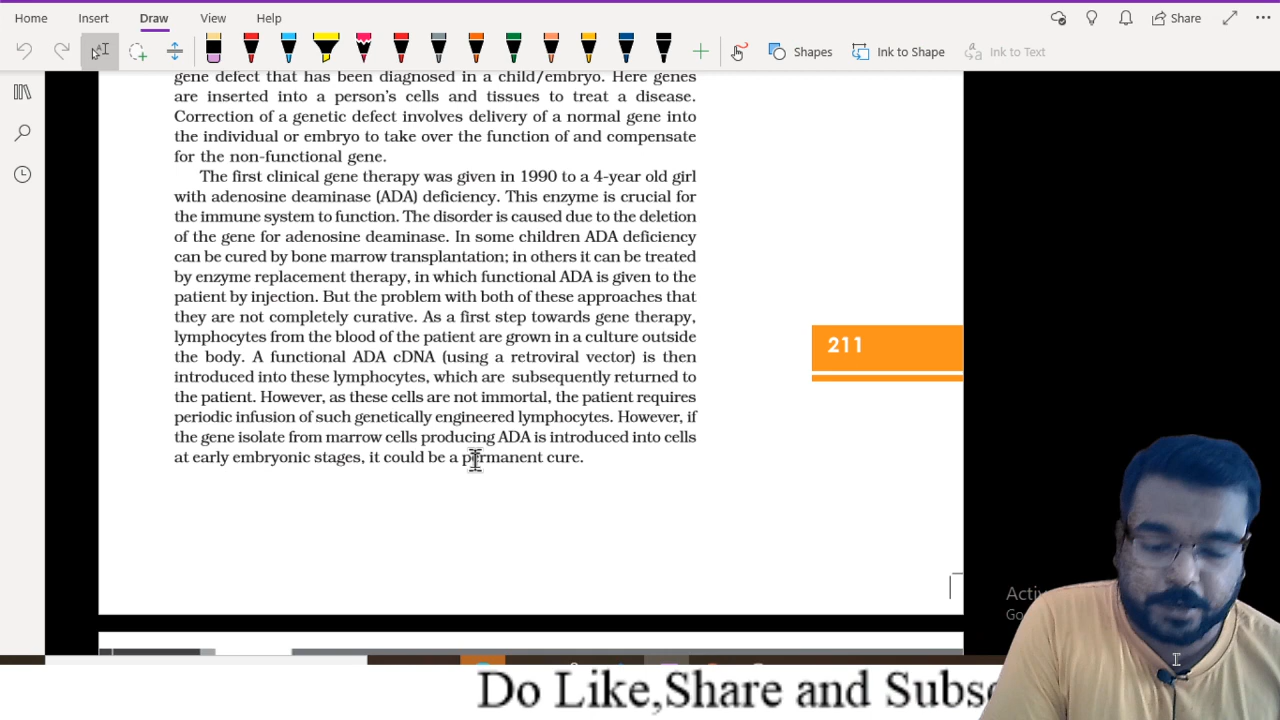 Home Insert Draw View Help Share
Shapes Ink to Shape Ink to Text
gene defect that has been diagnosed in a child/embryo. Here genes
are inserted into a person's cells and tissues to treat a disease.
Correction of a genetic defect involves delivery of a normal gene into
the individual or embryo to take over the function of and compensate
for the non-functional gene.
The first clinical gene therapy was given in 1990 to a 4-year old girl
with adenosine deaminase (ADA) deficiency. This enzyme is crucial for
the immune system to function. The disorder is caused due to the deletion
of the gene for adenosine deaminase. In some children ADA deficiency
can be cured by bone marrow transplantation; in others it can be treated
by enzyme replacement therapy, in which functional ADA is given to the
patient by injection. But the problem with both of these approaches that
they are not completely curative. As a first step towards gene therapy,
lymphocytes from the blood of the patient are grown in a culture outside
the body. A functional ADA cDNA (using a retroviral vector) is then
introduced into these lymphocytes, which are subsequently returned to
the patient. However, as these cells are not immortal, the patient requires
periodic infusion of such genetically engineered lymphocytes. However, if
the gene isolate from marrow cells producing ADA is introduced into cells
at early embryonic stages, it could be a permanent cure.
211
Do Like,Share and